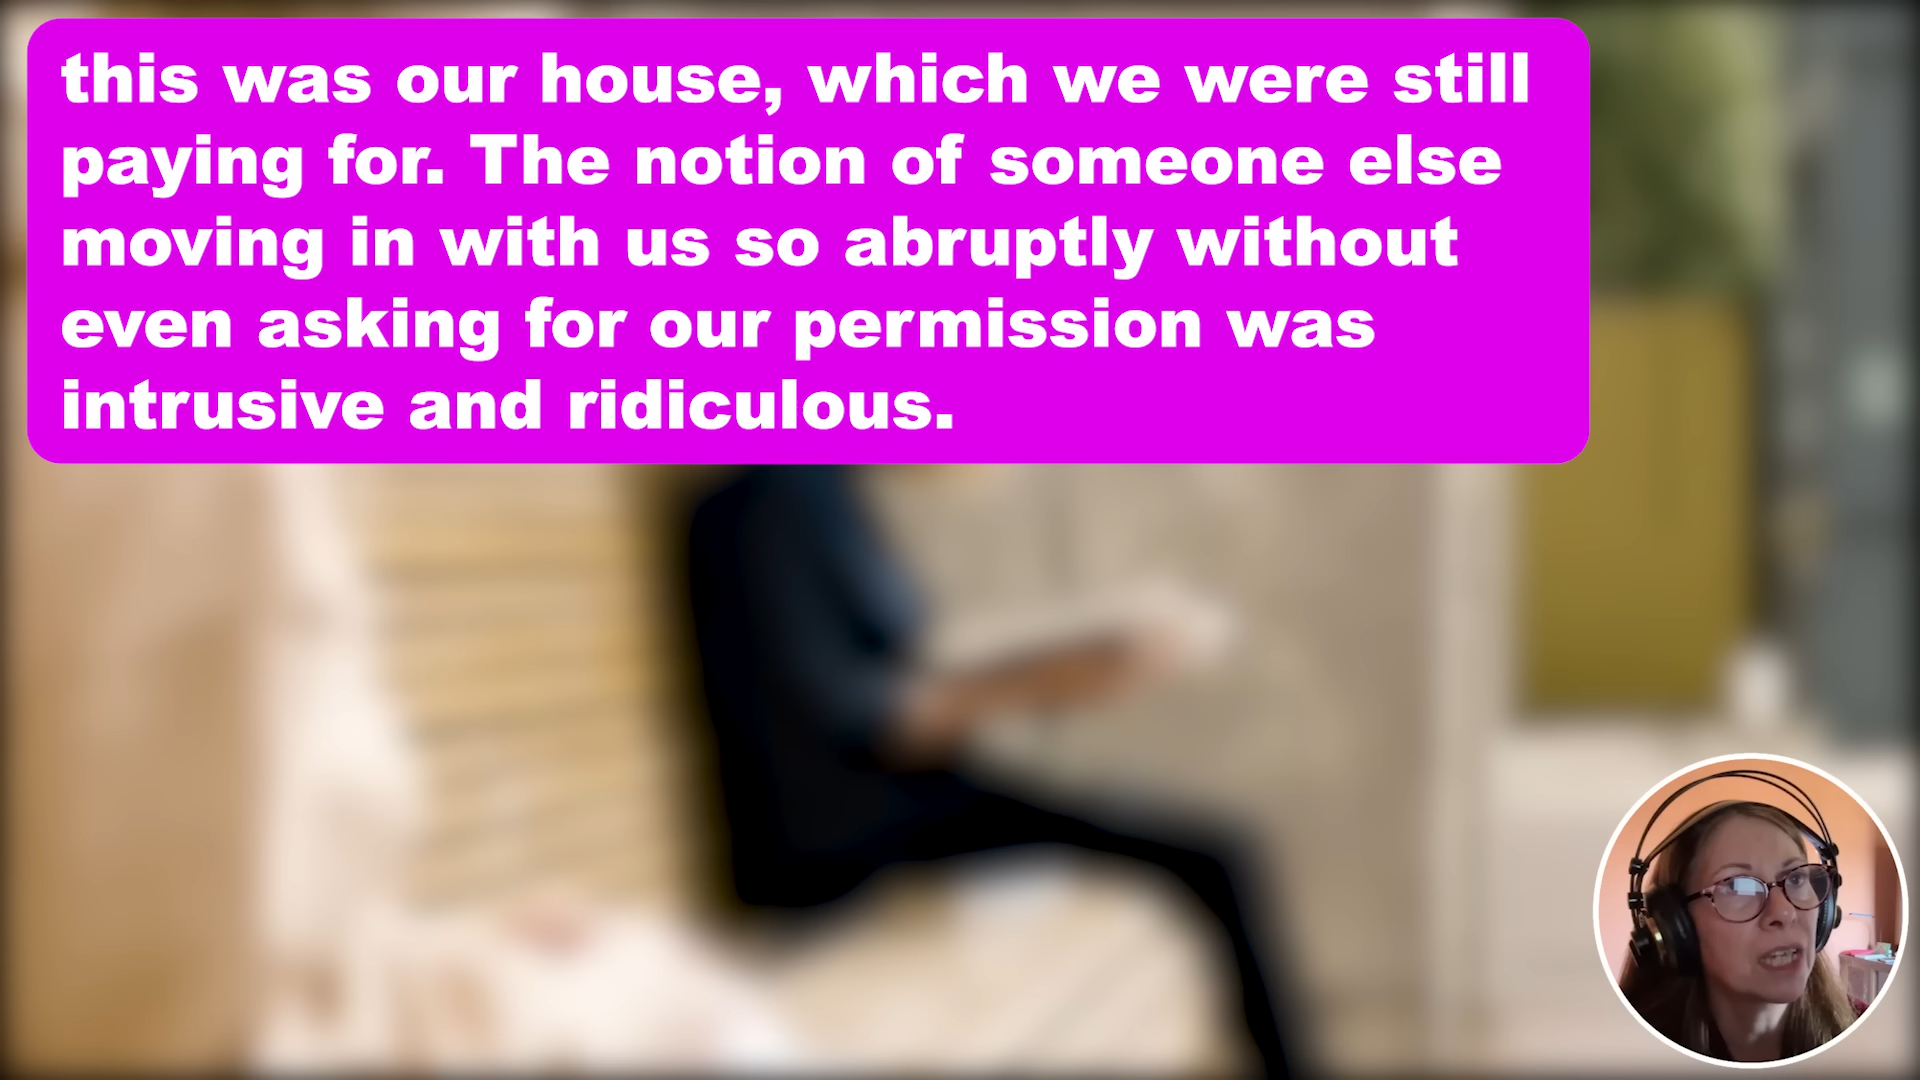 this was our house, which we were still
paying for. The notion of someone else
moving in with us so abruptly without
even asking for our permission was
intrusive and ridiculous.